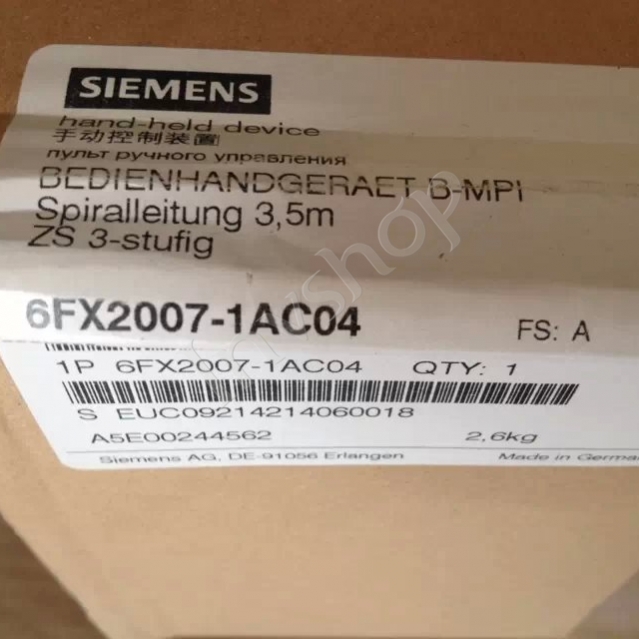 SIEMENS
hand-held device
手动控制装置
пульт ручного управления
BEDIENHANDGERAET B-MPI
Spiralleitung 3,5m
ZS 3-stufig
6FX2007-1AC04 FS: A
1P 6FX2007-1AC04 QTY: 1
S EUC09214214060018
A5E00244562 2,6kg
Siemens AG, DE-91056 Erlangen Made in German